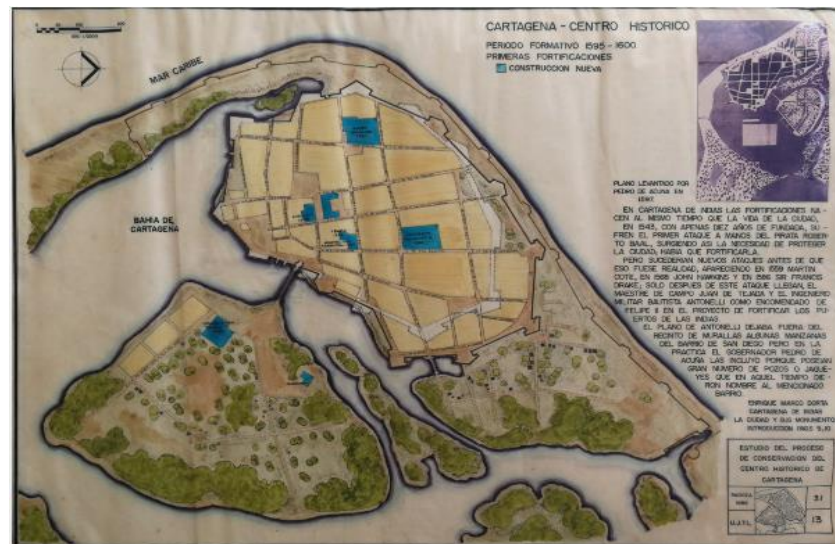 CARTAGENA - CENTRO HISTORICO
PERIODO FORMATIVO 1595 - 1600
PRIMERAS FORTIFICACIONES
CONSTRUCCION NUEVA
MAR CARIBE
BAHIA DE
CARTAGENA
PLANO LEVANTADO POR
PEDRO DE ACUÑA EN
1597
EN CARTAGENA DE INDIAS LAS FORTIFICACIONES NA-
CEN AL MISMO TIEMPO QUE LA VIDA DE LA CIUDAD,
EN 1543, CON APENAS DIEZ AÑOS DE FUNDADA, SU-
FREN EL PRIMER ATAQUE A MANOS DEL PIRATA ROBER-
TO BAAL, SURGIENDO ASI LA NECESIDAD DE PROTEGER
LA CIUDAD; HABIA QUE FORTIFICARLA.
PERO SUCEDERIAN NUEVOS ATAQUES ANTES DE QUE
ESO FUESE REALIDAD, APARECIENDO EN 1559 MARTIN
COTE, EN 1568 JOHN HAWKINS Y EN 1586 SIR FRANCIS
DRAKE; SOLO DESPUES DE ESTE ATAQUE LLEGAN, EL
MAESTRE DE CAMPO JUAN DE TEJADA Y EL INGENIERO
MILITAR BAUTISTA ANTONELLI COMO ENCOMENDADO DE
FELIPE II EN EL PROYECTO DE FORTIFICAR LOS PU-
ERTOS DE LAS INDIAS.
EL PLANO DE ANTONELLI DEJABA FUERA DEL
RECINTO DE MURALLAS ALGUNAS MANZANAS
DEL BARRIO DE SAN DIEGO PERO EN LA
PRACTICA EL GOBERNADOR PEDRO DE
ACUÑA LAS INCLUYO PORQUE POSEIAN
GRAN NUMERO DE POZOS O JAGUE-
YES QUE EN AQUEL TIEMPO DIE-
RON NOMBRE AL MENCIONADO
BARRIO.
ENRIQUE MARCO DORTA
CARTAGENA DE INDIAS
LA CIUDAD Y SUS MONUMENTOS
INTRODUCCION
ESTUDIO DEL PROCESO
DE CONSERVACION DEL
CENTRO HISTORICO DE
CARTAGENA
U.J.T.L.
13